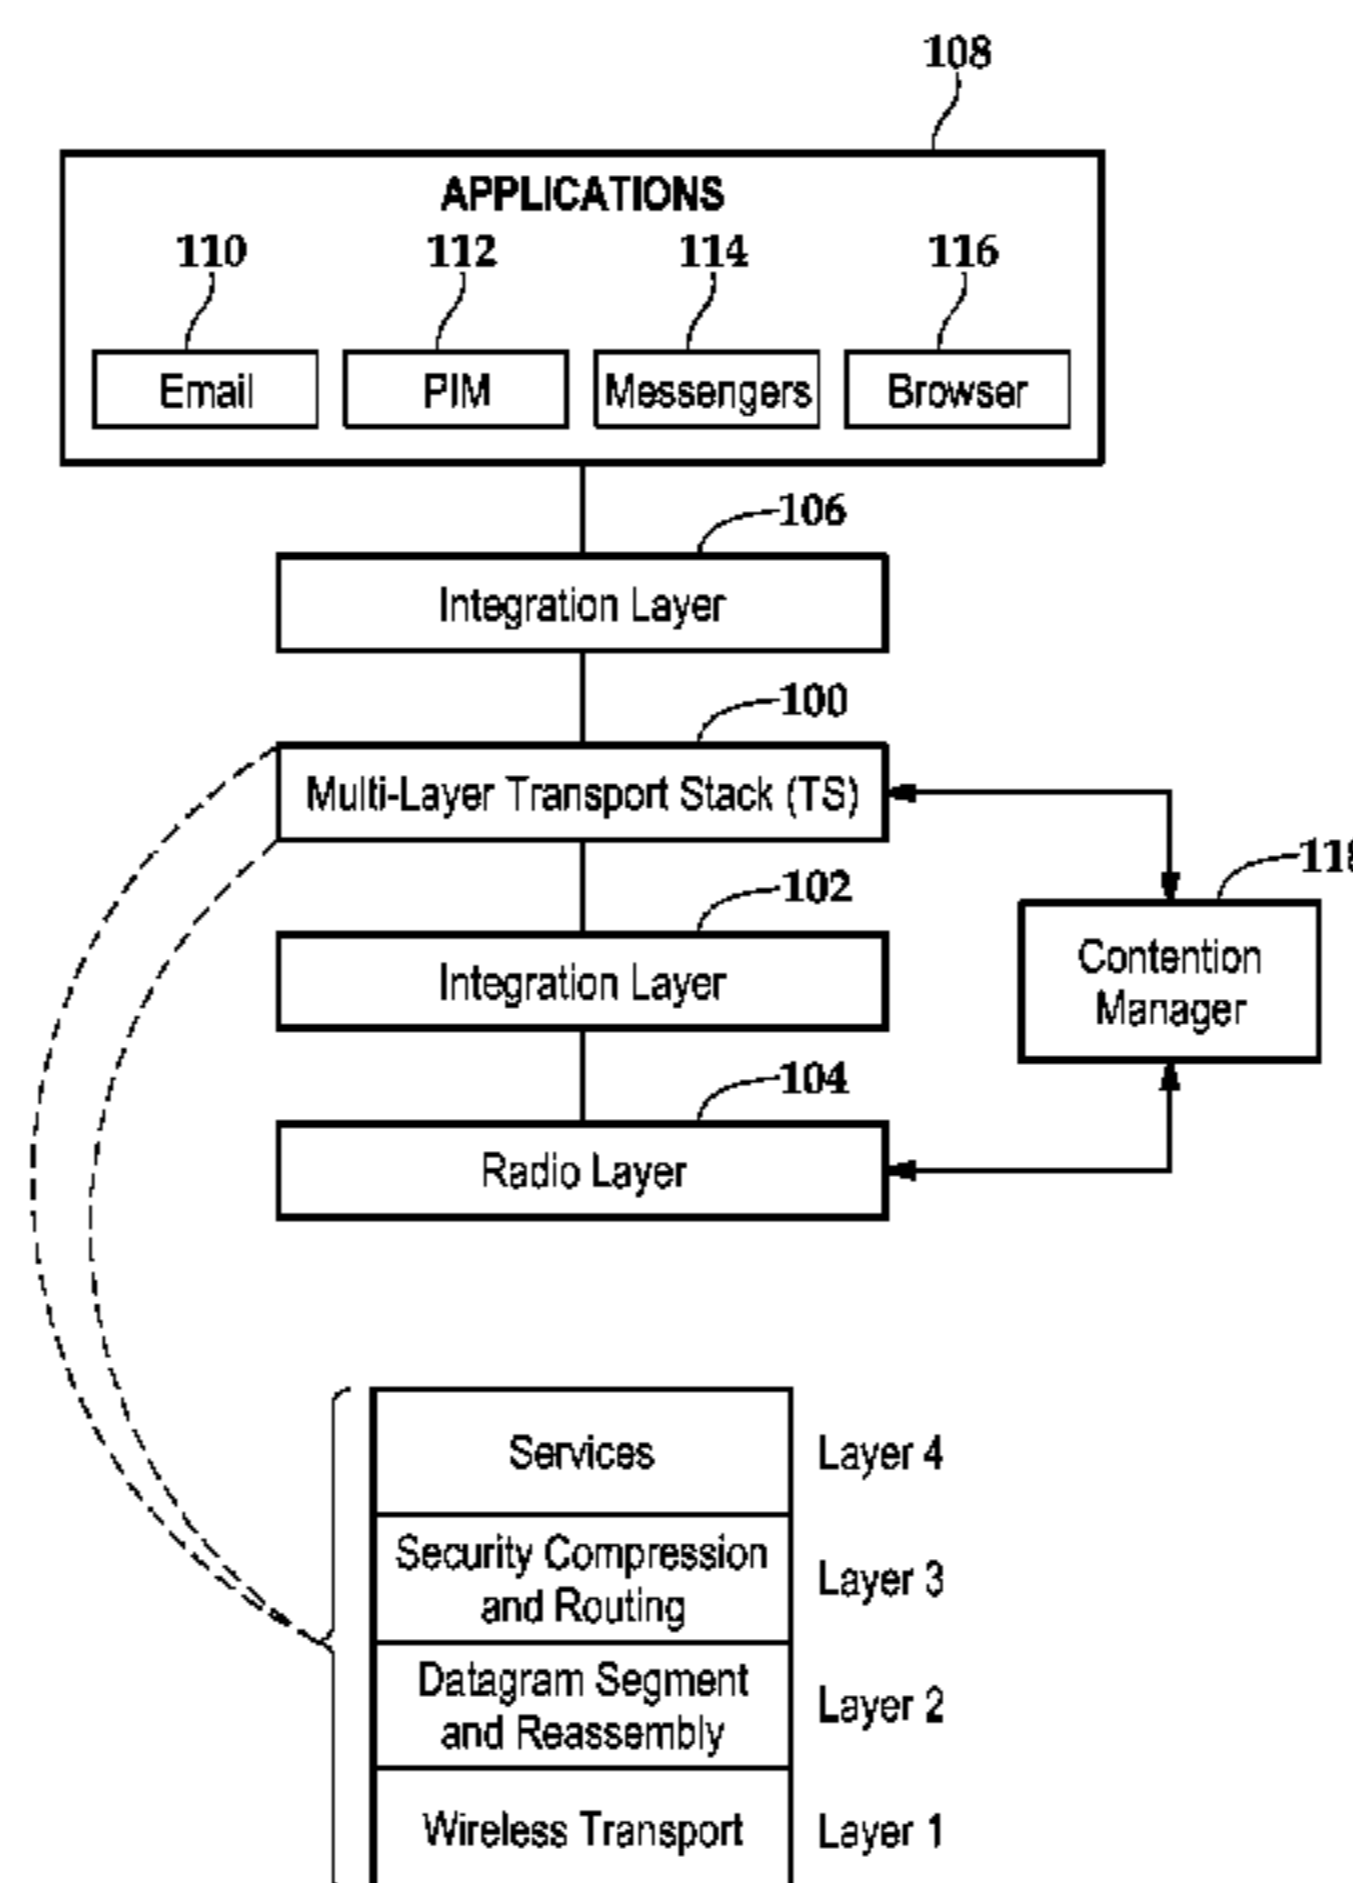 108
APPLICATIONS
110 112 114 116
Email PIM Messengers Browser
106
Integration Layer
100
Multi-Layer Transport Stack (TS)
118
102
Contention
Manager
Integration Layer
104
Radio Layer
Services Layer 4
Security Compression
and Routing
Layer 3
Datagram Segment
and Reassembly
Layer 2
Wireless Transport Layer 1